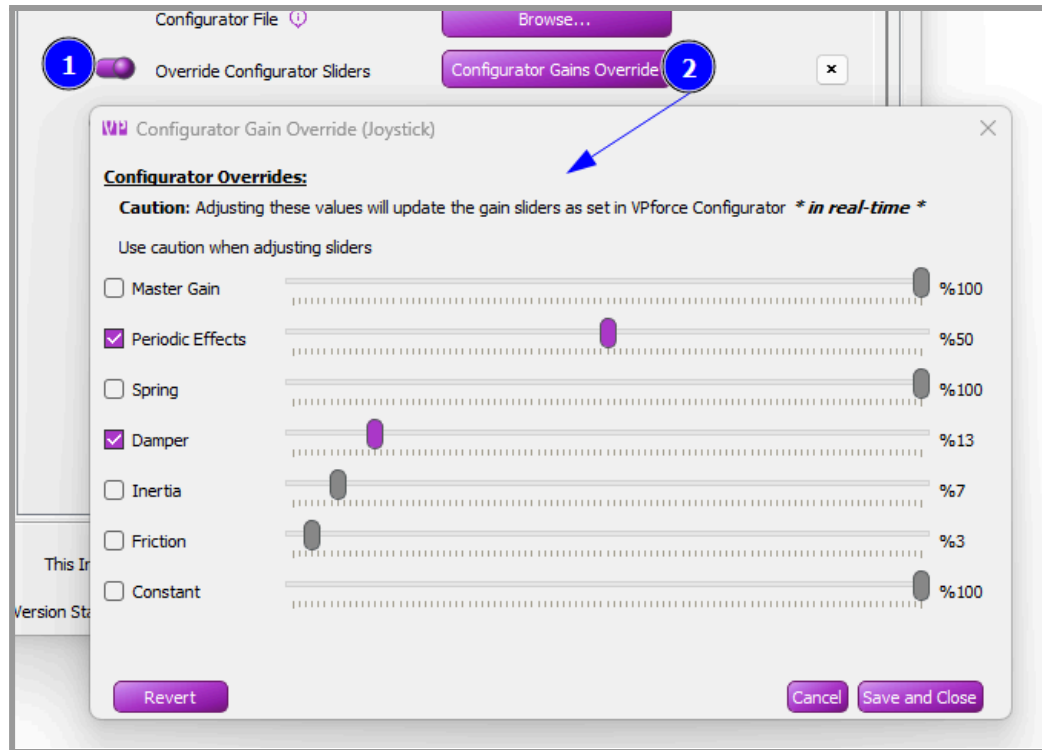 Configurator File
Browse...
1
Override Configurator Sliders
Configurator Gains Override
2
×
VP Configurator Gain Override (Joystick)
Configurator Overrides:
Caution: Adjusting these values will update the gain sliders as set in VPforce Configurator * in real-time *
Use caution when adjusting sliders
Master Gain %100
Periodic Effects %50
Spring %100
Damper %13
Inertia %7
Friction %3
Constant %100
This
Version
Revert
Cancel
Save and Close